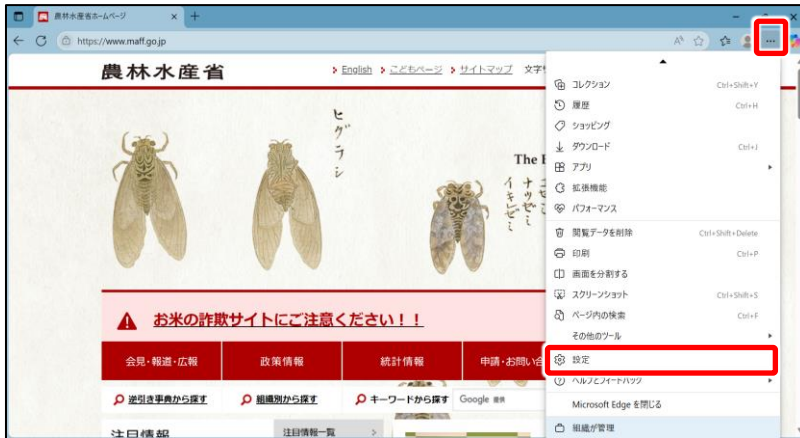 農林水産省ホームページ
https://www.maff.go.jp
農林水産省
English
こどもページ
サイトマップ
文字
ヒグラシ
The
コレクション Ctrl+Shift+Y
履歴 Ctrl+H
ショッピング
ダウンロード Ctrl+J
アプリ
拡張機能
パフォーマンス
閲覧データを削除 Ctrl+Shift+Delete
印刷 Ctrl+P
画面を分割する
スクリーンショット Ctrl+Shift+S
ページ内の検索 Ctrl+F
その他のツール
設定
ヘルプとフィードバック
Microsoft Edge を閉じる
組織が管理
お米の詐欺サイトにご注意ください！！
会見・報道・広報
政策情報
統計情報
申請・お問い合
逆引き事典から探す
組織別から探す
キーワードから探す
Google 提供
注目情報
注目情報一覧